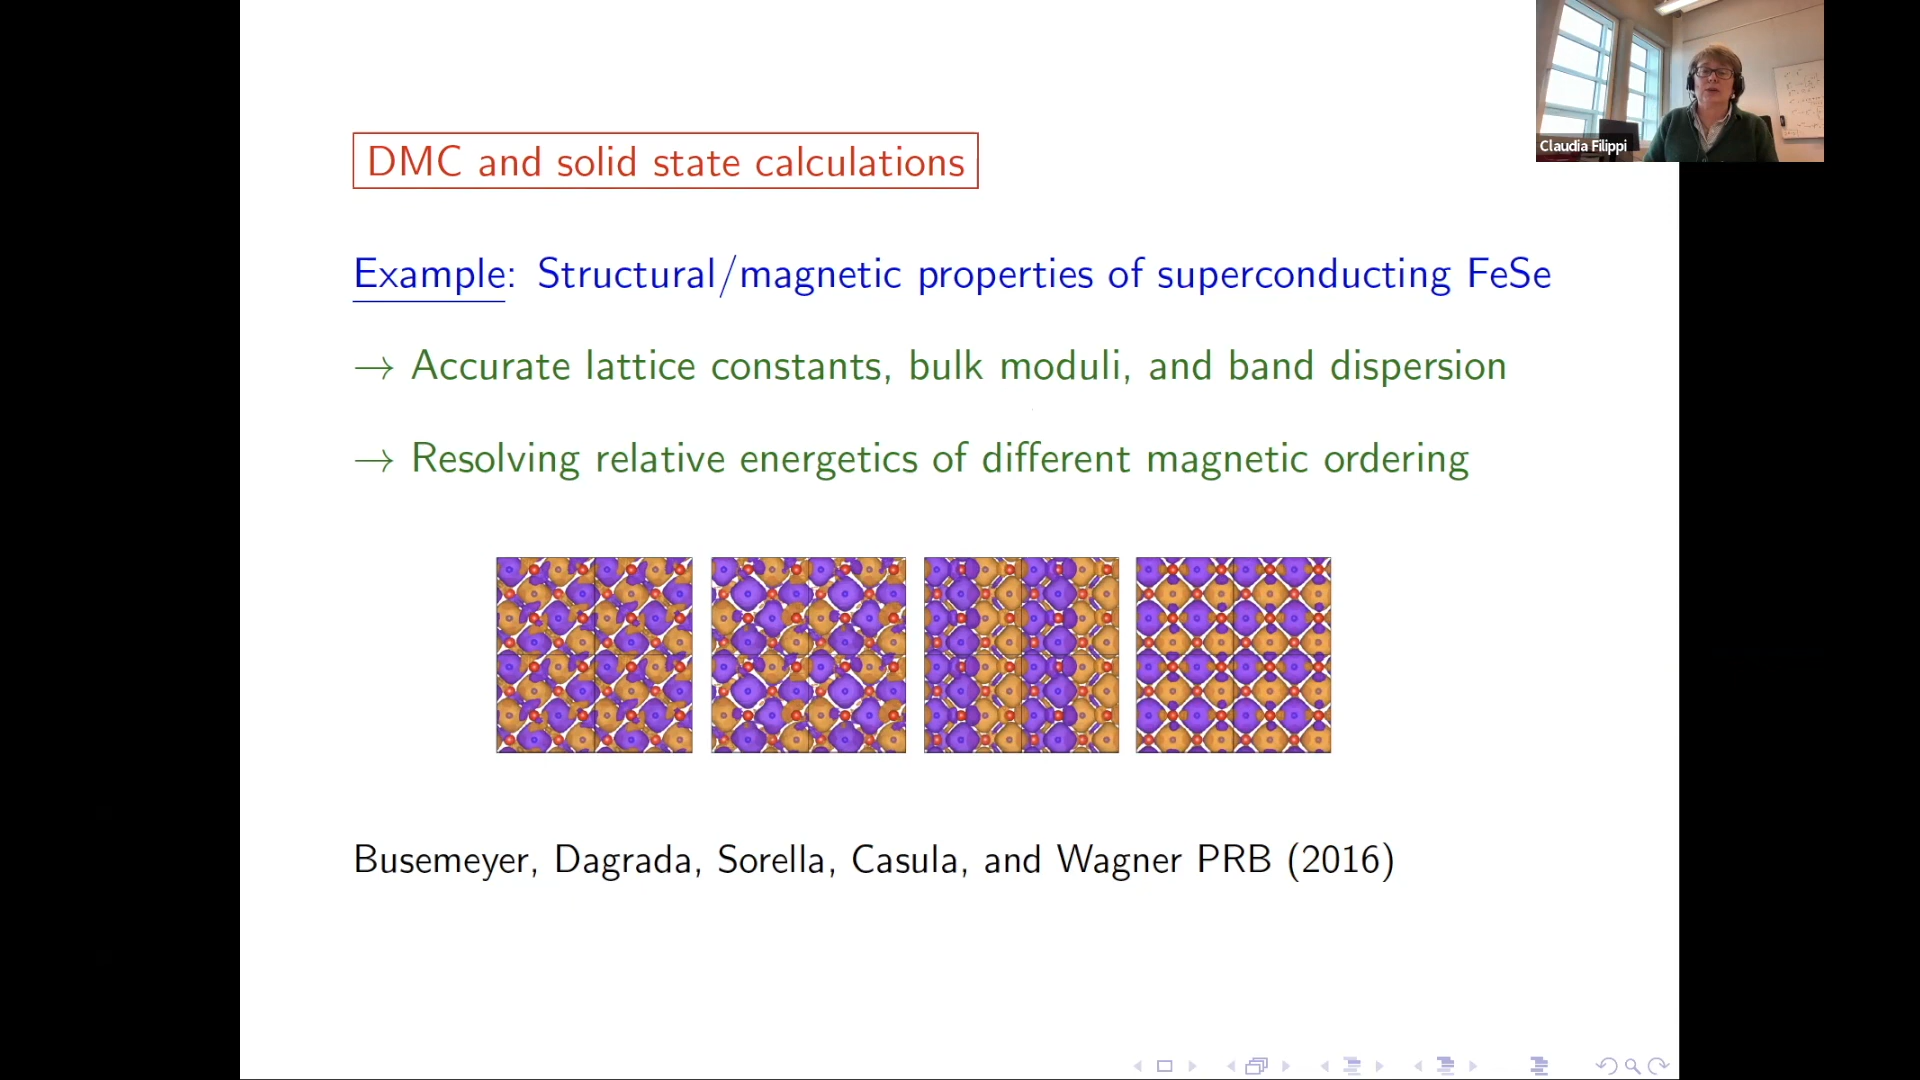 Claudia Filippi
DMC and solid state calculations
Example: Structural/magnetic properties of superconducting FeSe
→ Accurate lattice constants, bulk moduli, and band dispersion
→ Resolving relative energetics of different magnetic ordering
Busemeyer, Dagrada, Sorella, Casula, and Wagner PRB (2016)